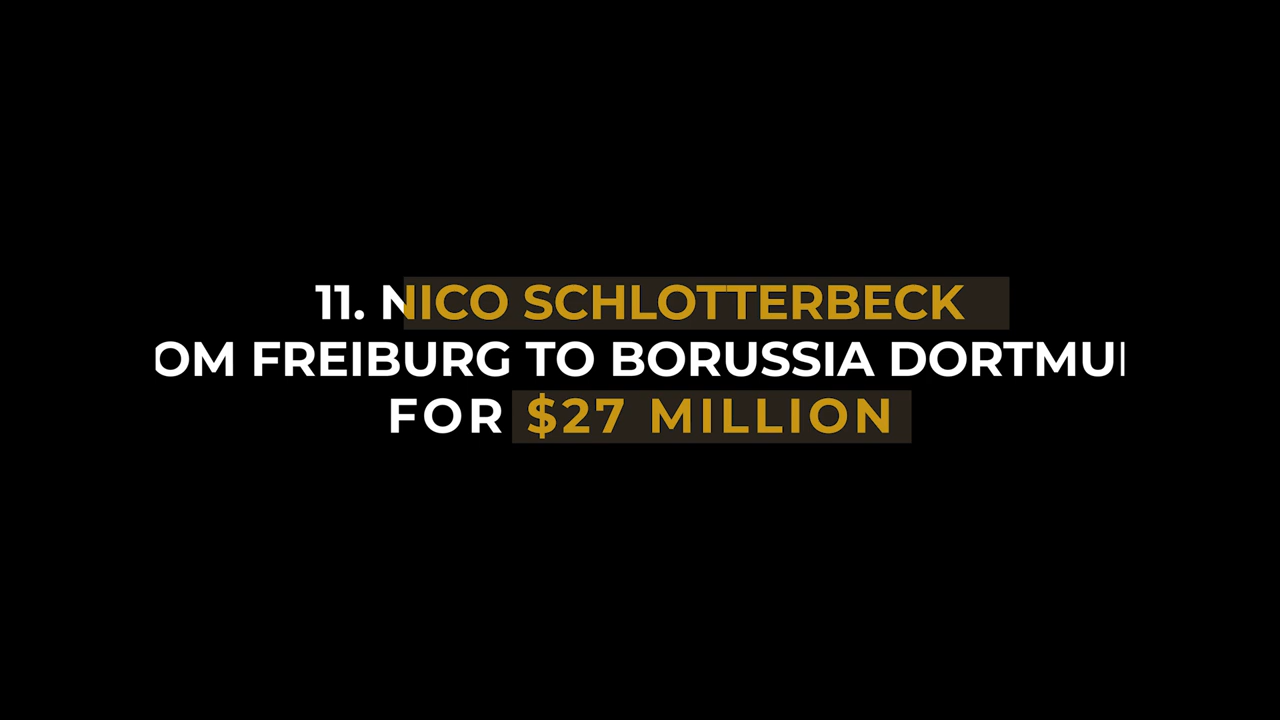 11. NICO SCHLOTTERBECK
OM FREIBURG TO BORUSSIA DORTMU
FOR $27 MILLION